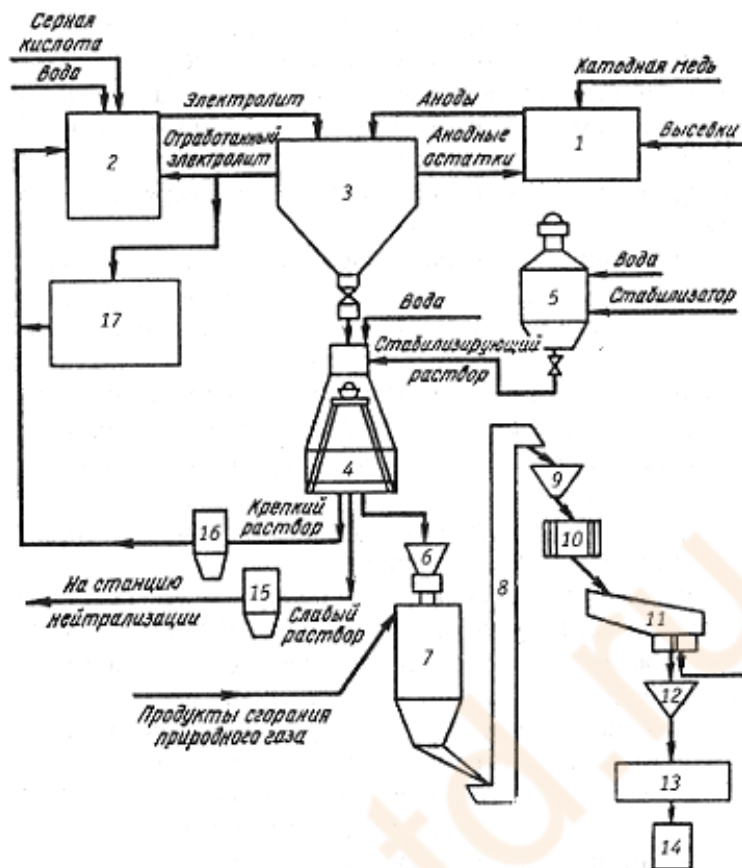 Серная
кислота
Вода
Электролит
Аноды
Катодная медь
Отработанный
электролит
Анодные
остатки
Высевки
1
2
3
Вода
5
Стабилизатор
17
Вода
Стабилизирующий
раствор
4
Крепкий
раствор
16
6
8
9
10
На станцию
нейтрализации
15
Слабый
раствор
7
11
12
Продукты сгорания
природного газа
13
14
td.ru